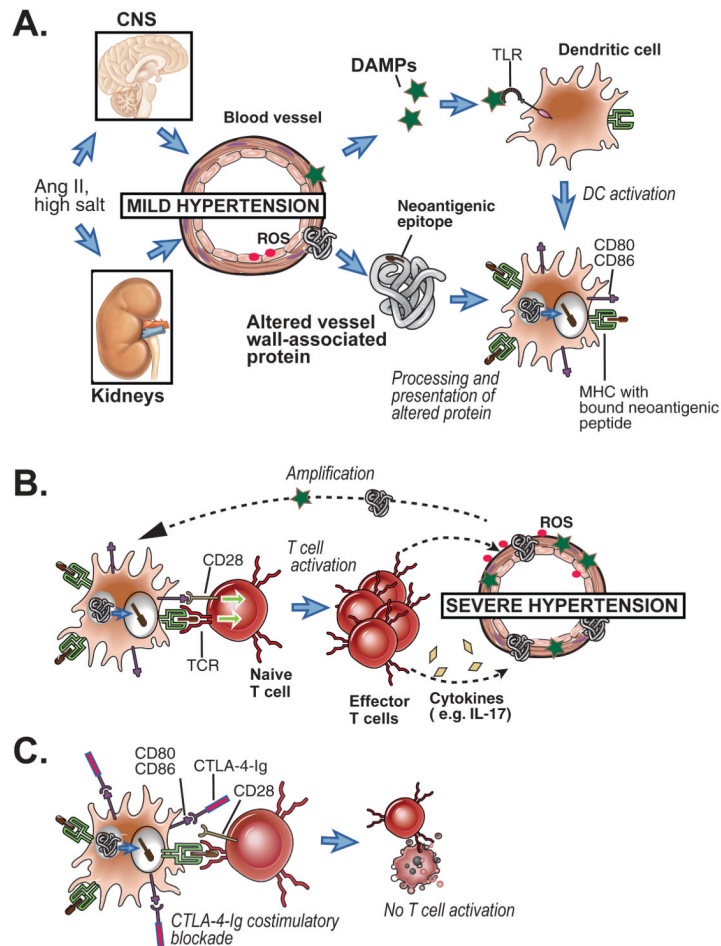 A.
CNS
Ang II,
high salt
Kidneys
Blood vessel
MILD HYPERTENSION
ROS
DAMPs
TLR
Dendritic cell
DC activation
Neoantigenic
epitope
Altered vessel
wall-associated
protein
Processing and
presentation of
altered protein
CD80
CD86
MHC with
bound neoantigenic
peptide
B.
Amplification
CD28
TCR
Naive
T cell
T cell
activation
Effector
T cells
Cytokines
( e.g. IL-17)
ROS
SEVERE HYPERTENSION
C.
CD80
CD86
CTLA-4-Ig
CD28
CTLA-4-Ig costimulatory
blockade
No T cell activation